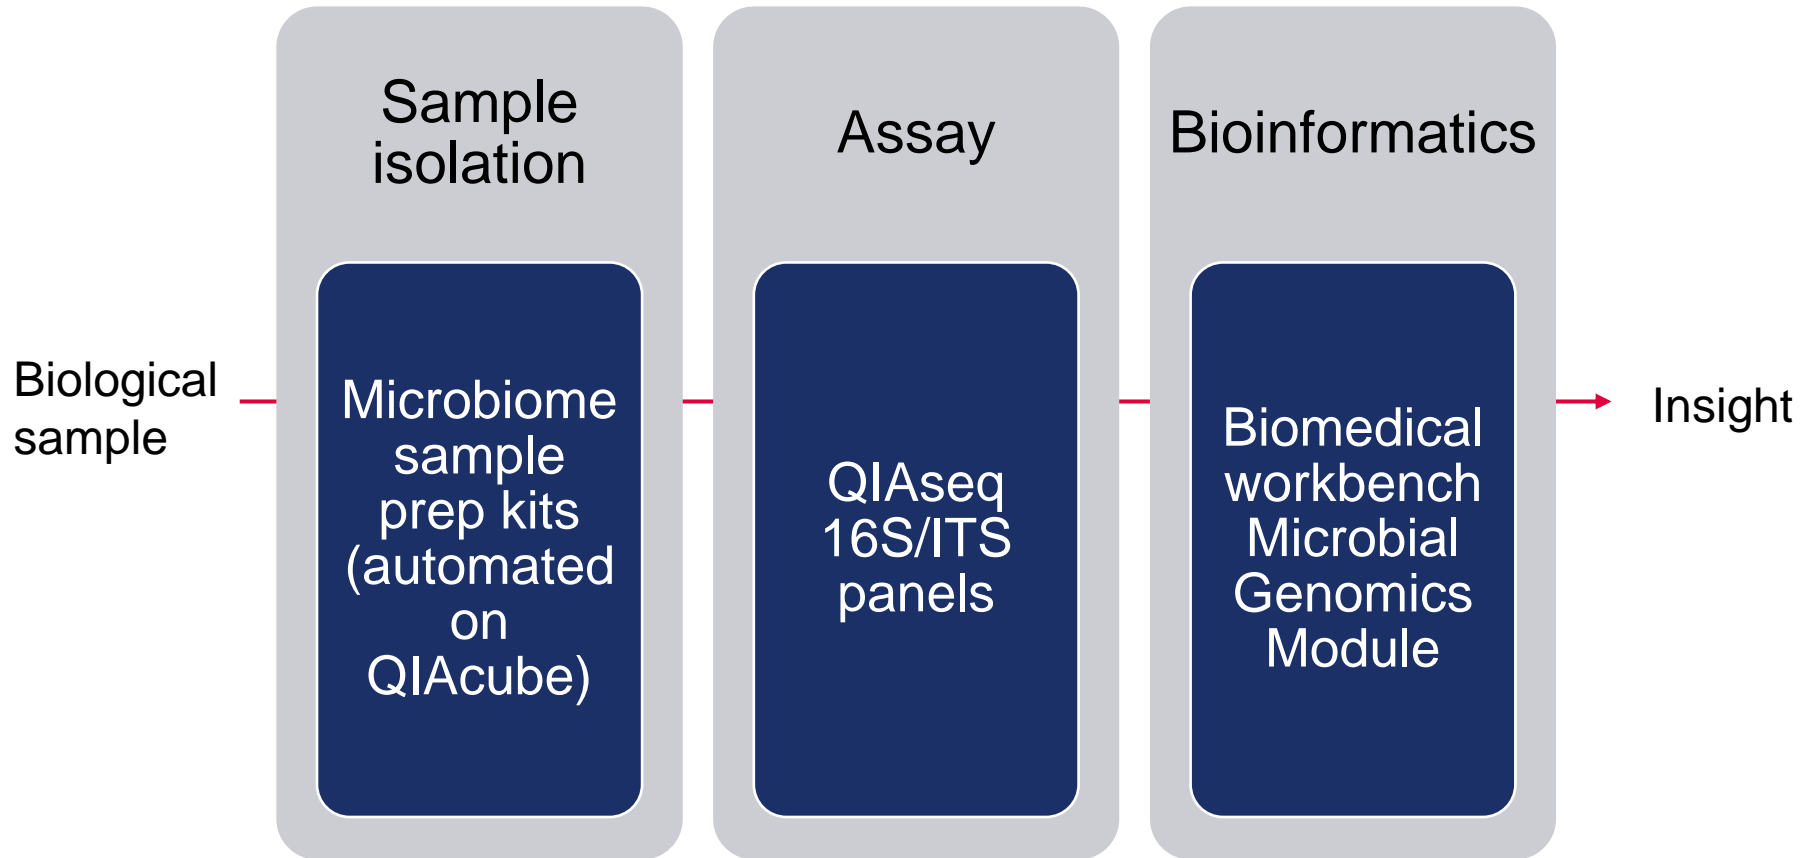 Sample
isolation
Assay
Bioinformatics
Biological
sample
Microbiome
sample
prep kits
(automated
on
QIAcube)
QIAseq
16S/ITS
panels
Biomedical
workbench
Microbial
Genomics
Module
Insight